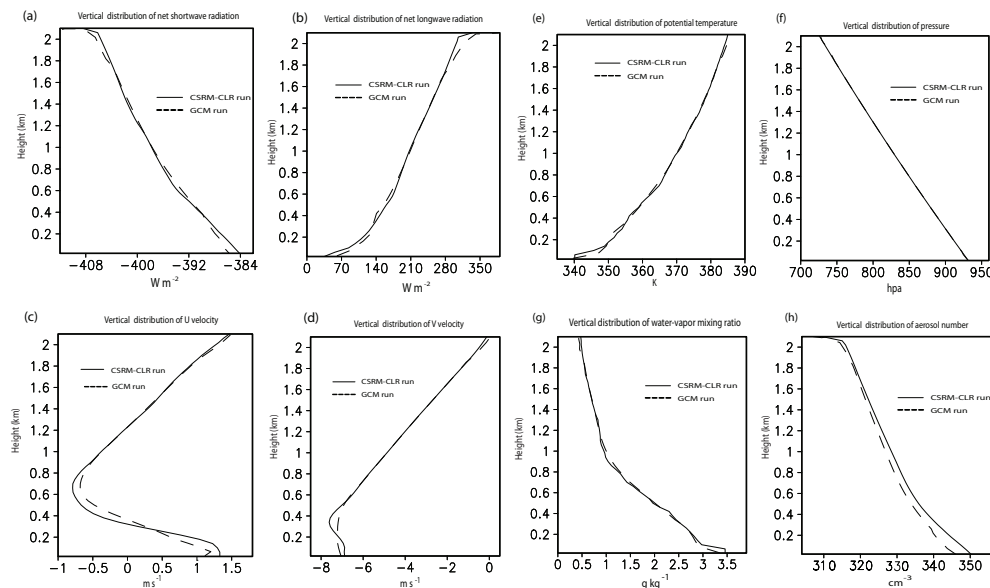 (a)
Vertical distribution of net shortwave radiation
2
1.8
1.6
1.4
1.2
1
0.8
0.6
0.4
0.2
Height (km)
CSRM-CLR run
GCM run
−408 −400 −392 −384
W m⁻²
(b)
Vertical distribution of net longwave radiation
2
1.8
1.6
1.4
1.2
1
0.8
0.6
0.4
0.2
Height (km)
CSRM-CLR run
GCM run
0 70 140 210 280 350
W m⁻²
(e)
Vertical distribution of potential temperature
2
1.8
1.6
1.4
1.2
1
0.8
0.6
0.4
0.2
Height (km)
CSRM-CLR run
GCM run
340 350 360 370 380 390
K
(f)
Vertical distribution of pressure
2
1.8
1.6
1.4
1.2
1
0.8
0.6
0.4
0.2
Height (km)
CSRM-CLR run
GCM run
700 750 800 850 900 950
hpa
(c)
Vertical distribution of U velocity
2
1.8
1.6
1.4
1.2
1
0.8
0.6
0.4
0.2
Height (km)
CSRM-CLR run
GCM run
−1 −0.5 0 0.5 1 1.5
m s⁻¹
(d)
Vertical distribution of V velocity
2
1.8
1.6
1.4
1.2
1
0.8
0.6
0.4
0.2
Height (km)
CSRM-CLR run
GCM run
−8 −6 −4 −2 0
m s⁻¹
(g)
Vertical distribution of water-vapor mixing ratio
2
1.8
1.6
1.4
1.2
1
0.8
0.6
0.4
0.2
Height (km)
CSRM-CLR run
GCM run
0 0.5 1 1.5 2 2.5 3 3.5
g kg⁻¹
(h)
Vertical distribution of aerosol number
2
1.8
1.6
1.4
1.2
1
0.8
0.6
0.4
0.2
Height (km)
CSRM-CLR run
GCM run
310 320 330 340 350
cm⁻³